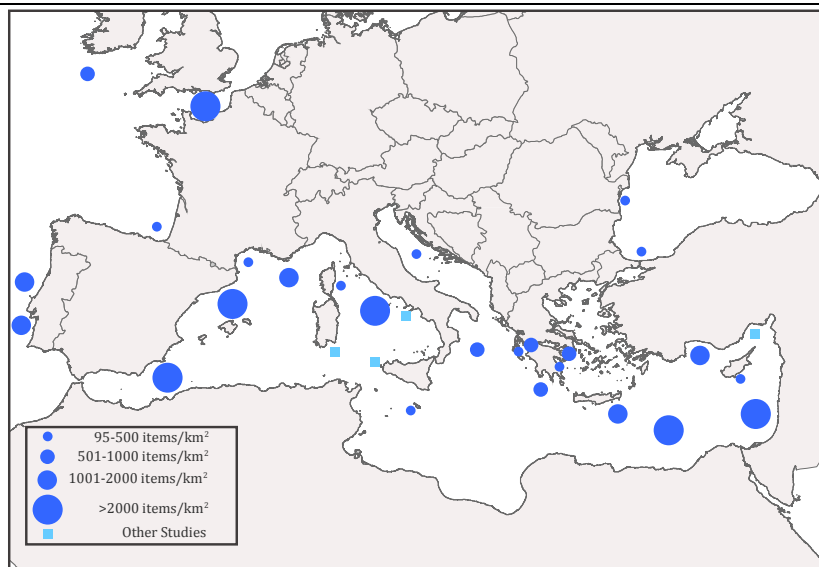 95-500 items/km²
501-1000 items/km²
1001-2000 items/km²
>2000 items/km²
Other Studies